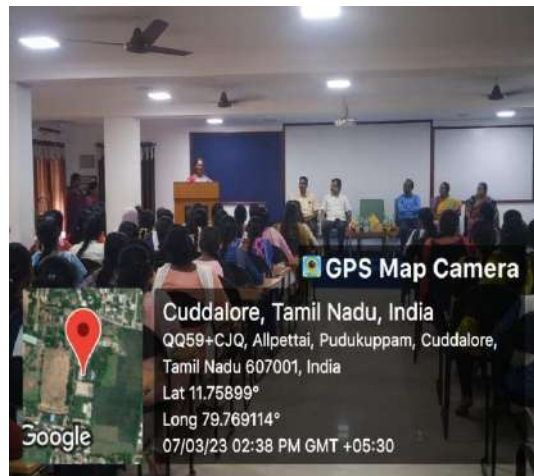 GPS Map Camera
Cuddalore, Tamil Nadu, India
QQ59+CJQ, Allpettai, Pudukuppam, Cuddalore,
Tamil Nadu 607001, India
Lat 11.75899°
Long 79.769114°
07/03/23 02:38 PM GMT +05:30
Google